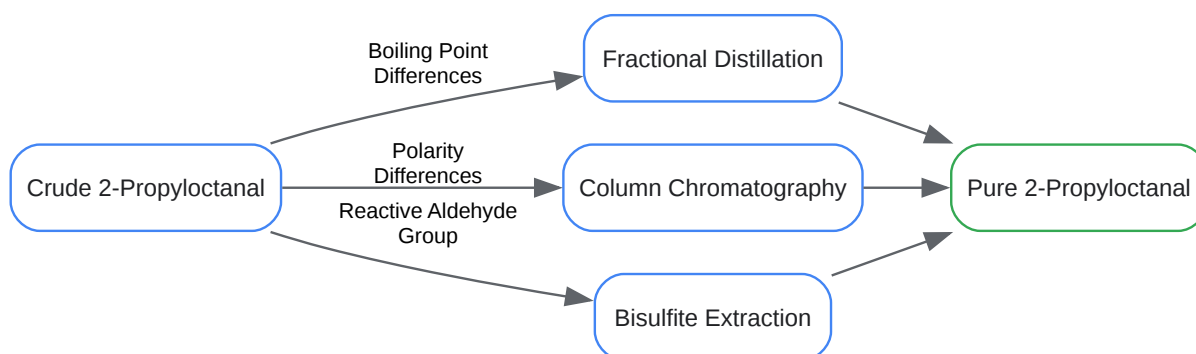 Boiling Point
Differences
Fractional Distillation
Crude 2-Propyloctanal
Polarity
Differences
Column Chromatography
Pure 2-Propyloctanal
Reactive Aldehyde
Group
Bisulfite Extraction